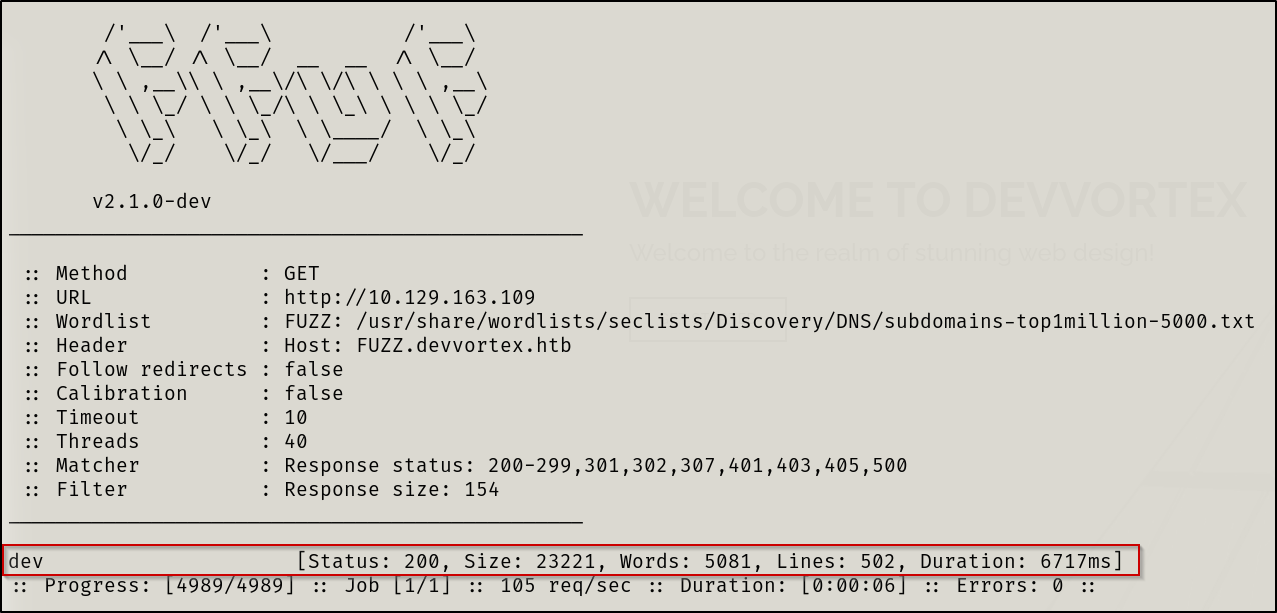 /'___\  /'___\           /'___\
       /\ \__/ /\ \__/  __  __  /\ \__/
       \ \ ,__\\ \ ,__\/\ \/\ \ \ \ ,__\
        \ \ \_/ \ \ \_/\ \ \_\ \ \ \ \_/
         \ \_\   \ \_\  \ \____/  \ \_\
          \/_/    \/_/   \/___/    \/_/
v2.1.0-dev
________________________________________________
WELCOME TO DEVVORTEX
Welcome to the realm of stunning web design!
:: Method           : GET
:: URL              : http://10.129.163.109
:: Wordlist         : FUZZ: /usr/share/wordlists/seclists/Discovery/DNS/subdomains-top1million-5000.txt
:: Header           : Host: FUZZ.devvortex.htb
:: Follow redirects : false
:: Calibration      : false
:: Timeout          : 10
:: Threads          : 40
:: Matcher          : Response status: 200-299,301,302,307,401,403,405,500
:: Filter           : Response size: 154
________________________________________________
dev                     [Status: 200, Size: 23221, Words: 5081, Lines: 502, Duration: 6717ms]
:: Progress: [4989/4989] :: Job [1/1] :: 105 req/sec :: Duration: [0:00:06] :: Errors: 0 ::